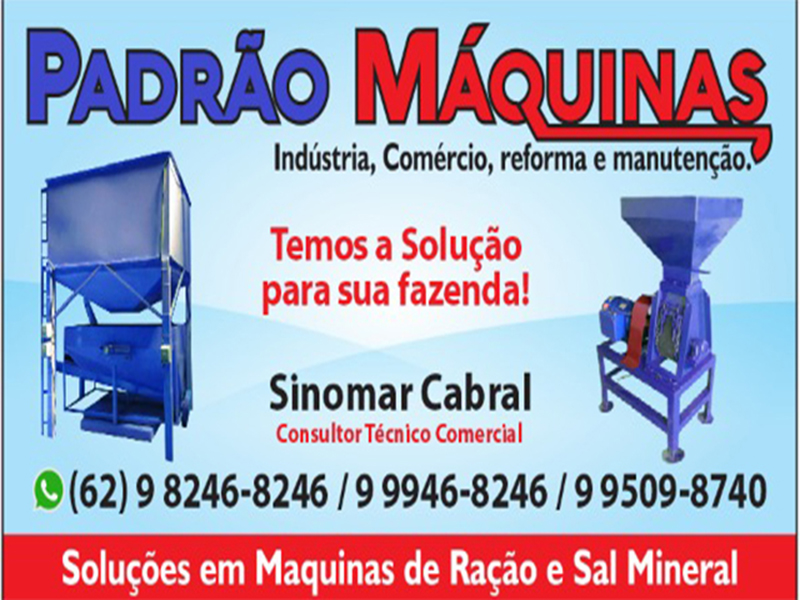 PADRÃO MÁQUINAS
Indústria, Comércio, reforma e manutenção.
Temos a Solução
para sua fazenda!
Sinomar Cabral
Consultor Técnico Comercial
(62) 9 8246-8246 / 9 9946-8246 / 9 9509-8740
Soluções em Maquinas de Ração e Sal Mineral